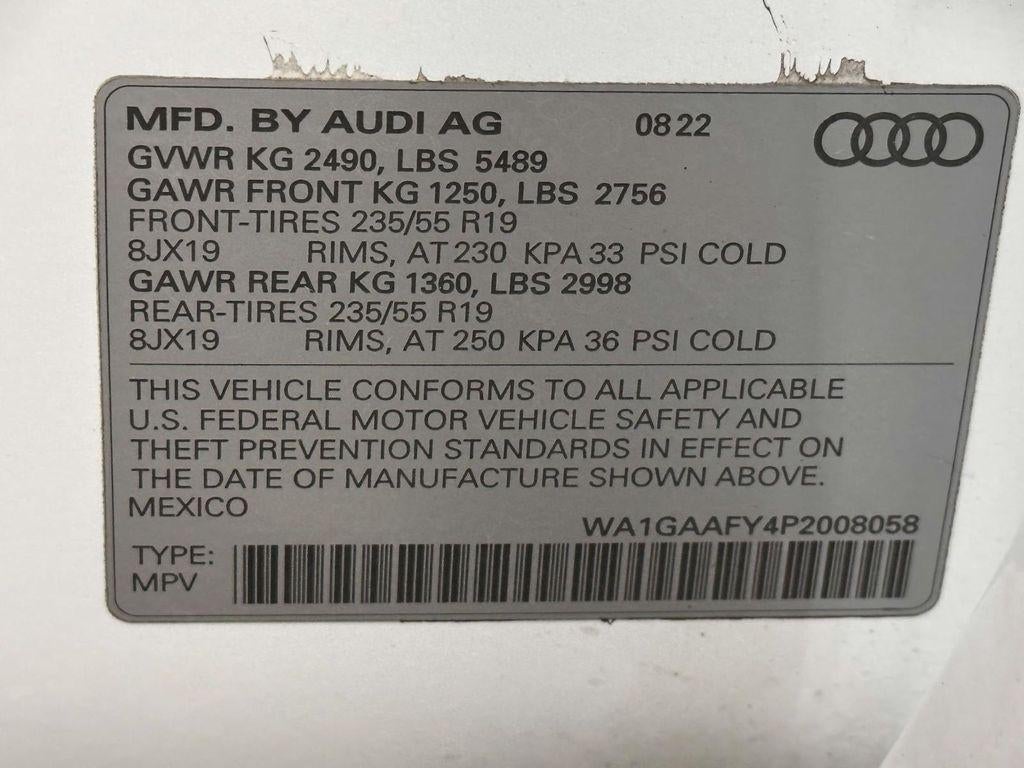 MFD. BY AUDI AG 0822
GVWR KG 2490, LBS 5489
GAWR FRONT KG 1250, LBS 2756
FRONT-TIRES 235/55 R19
8JX19 RIMS, AT 230 KPA 33 PSI COLD
GAWR REAR KG 1360, LBS 2998
REAR-TIRES 235/55 R19
8JX19 RIMS, AT 250 KPA 36 PSI COLD
THIS VEHICLE CONFORMS TO ALL APPLICABLE
U.S. FEDERAL MOTOR VEHICLE SAFETY AND
THEFT PREVENTION STANDARDS IN EFFECT ON
THE DATE OF MANUFACTURE SHOWN ABOVE.
MEXICO
WA1GAAFY4P2008058
TYPE:
MPV